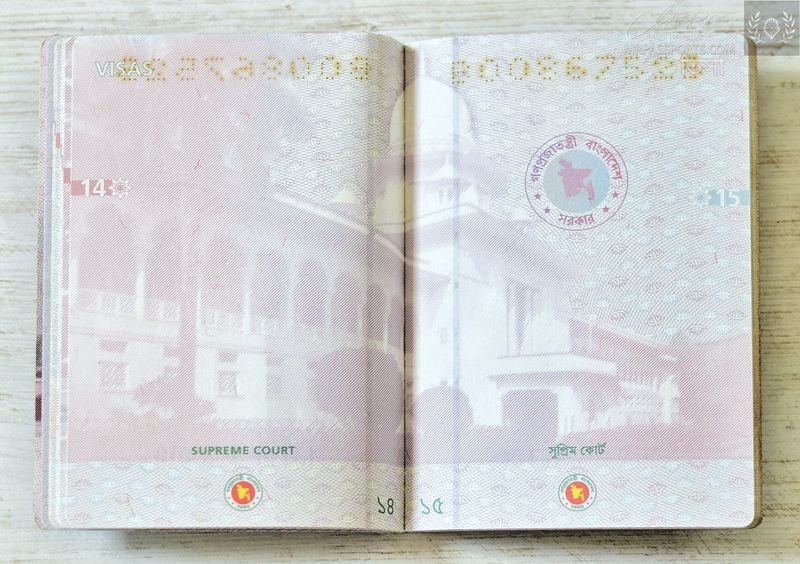 VISAS
ভিসা
গণপ্রজাতন্ত্রী বাংলাদেশ
সরকার
14
15
SUPREME COURT
সুপ্রিম কোর্ট
১৪
১৫